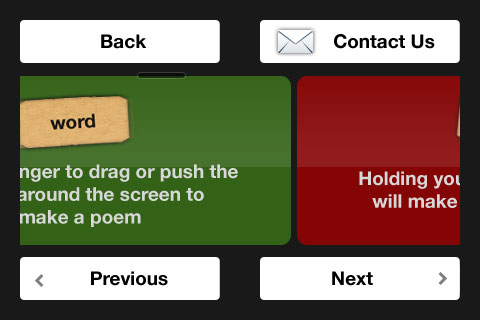 Back
Contact Us
word
nger to drag or push the
around the screen to
make a poem
Holding you
will make
Previous
Next